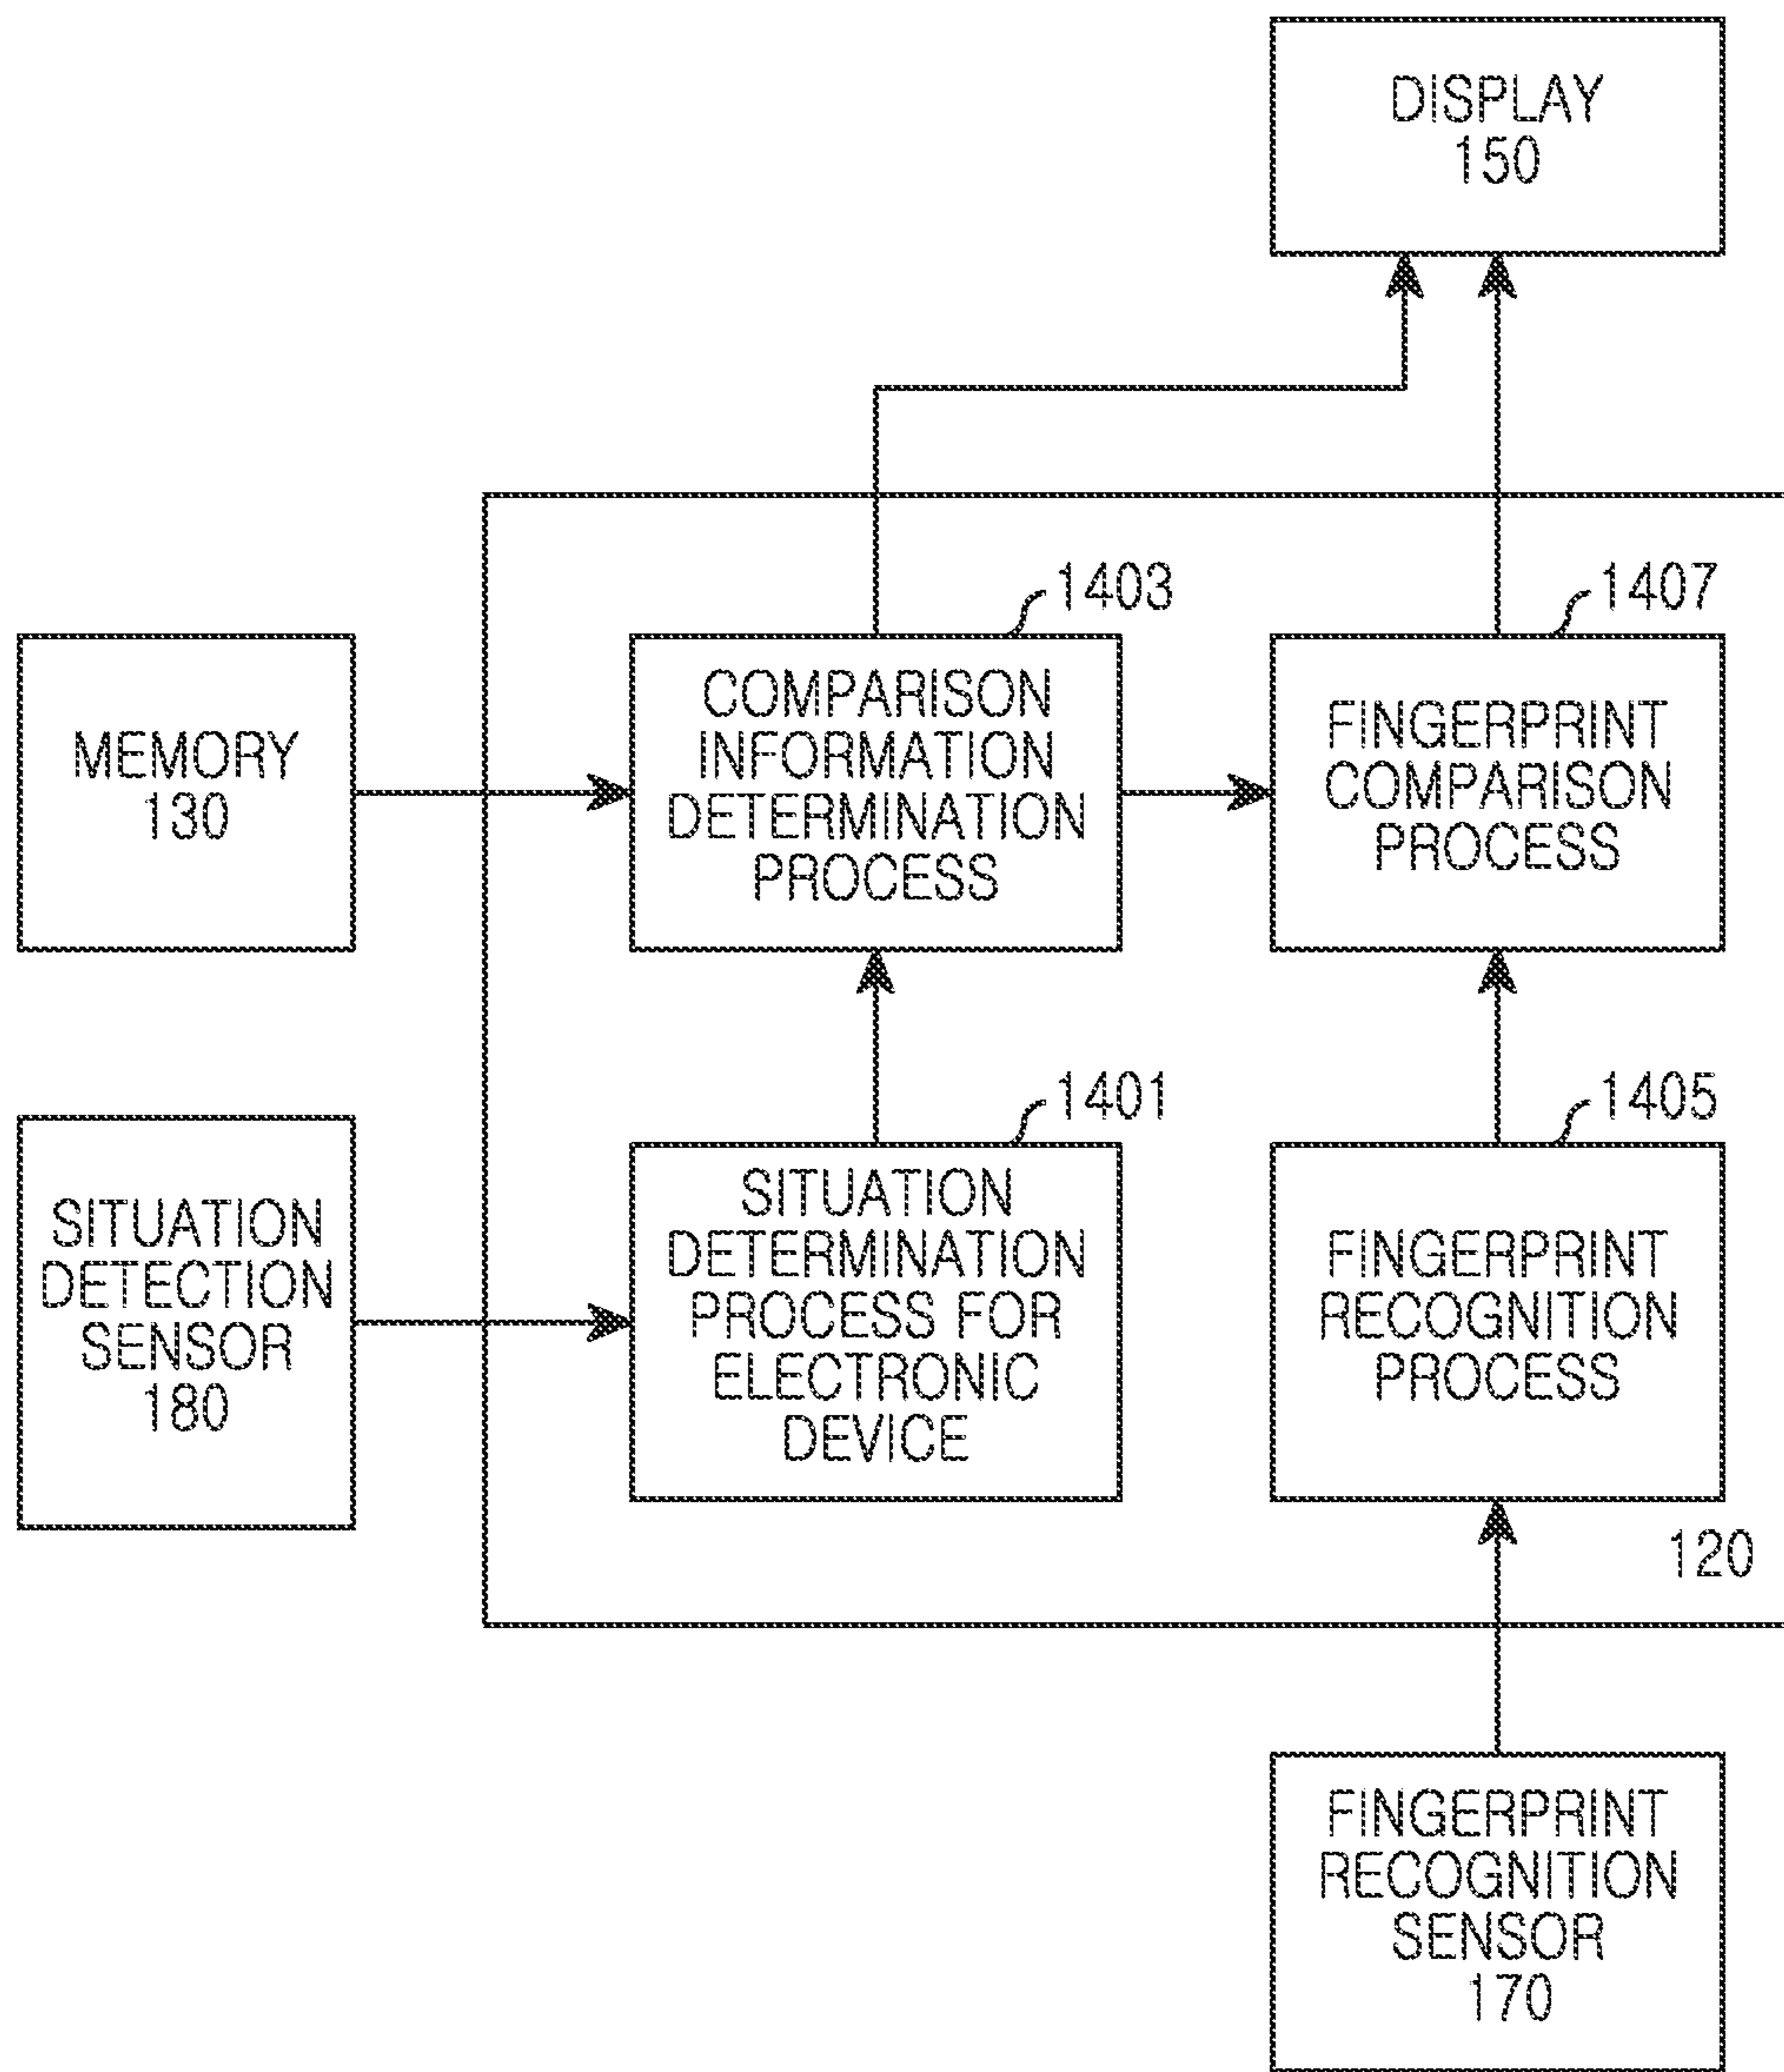 DISPLAY
150
1403
1407
MEMORY
130
COMPARISON
INFORMATION
DETERMINATION
PROCESS
FINGERPRINT
COMPARISON
PROCESS
1401
1405
SITUATION
DETECTION
SENSOR
180
SITUATION
DETERMINATION
PROCESS FOR
ELECTRONIC
DEVICE
FINGERPRINT
RECOGNITION
PROCESS
120
FINGERPRINT
RECOGNITION
SENSOR
170